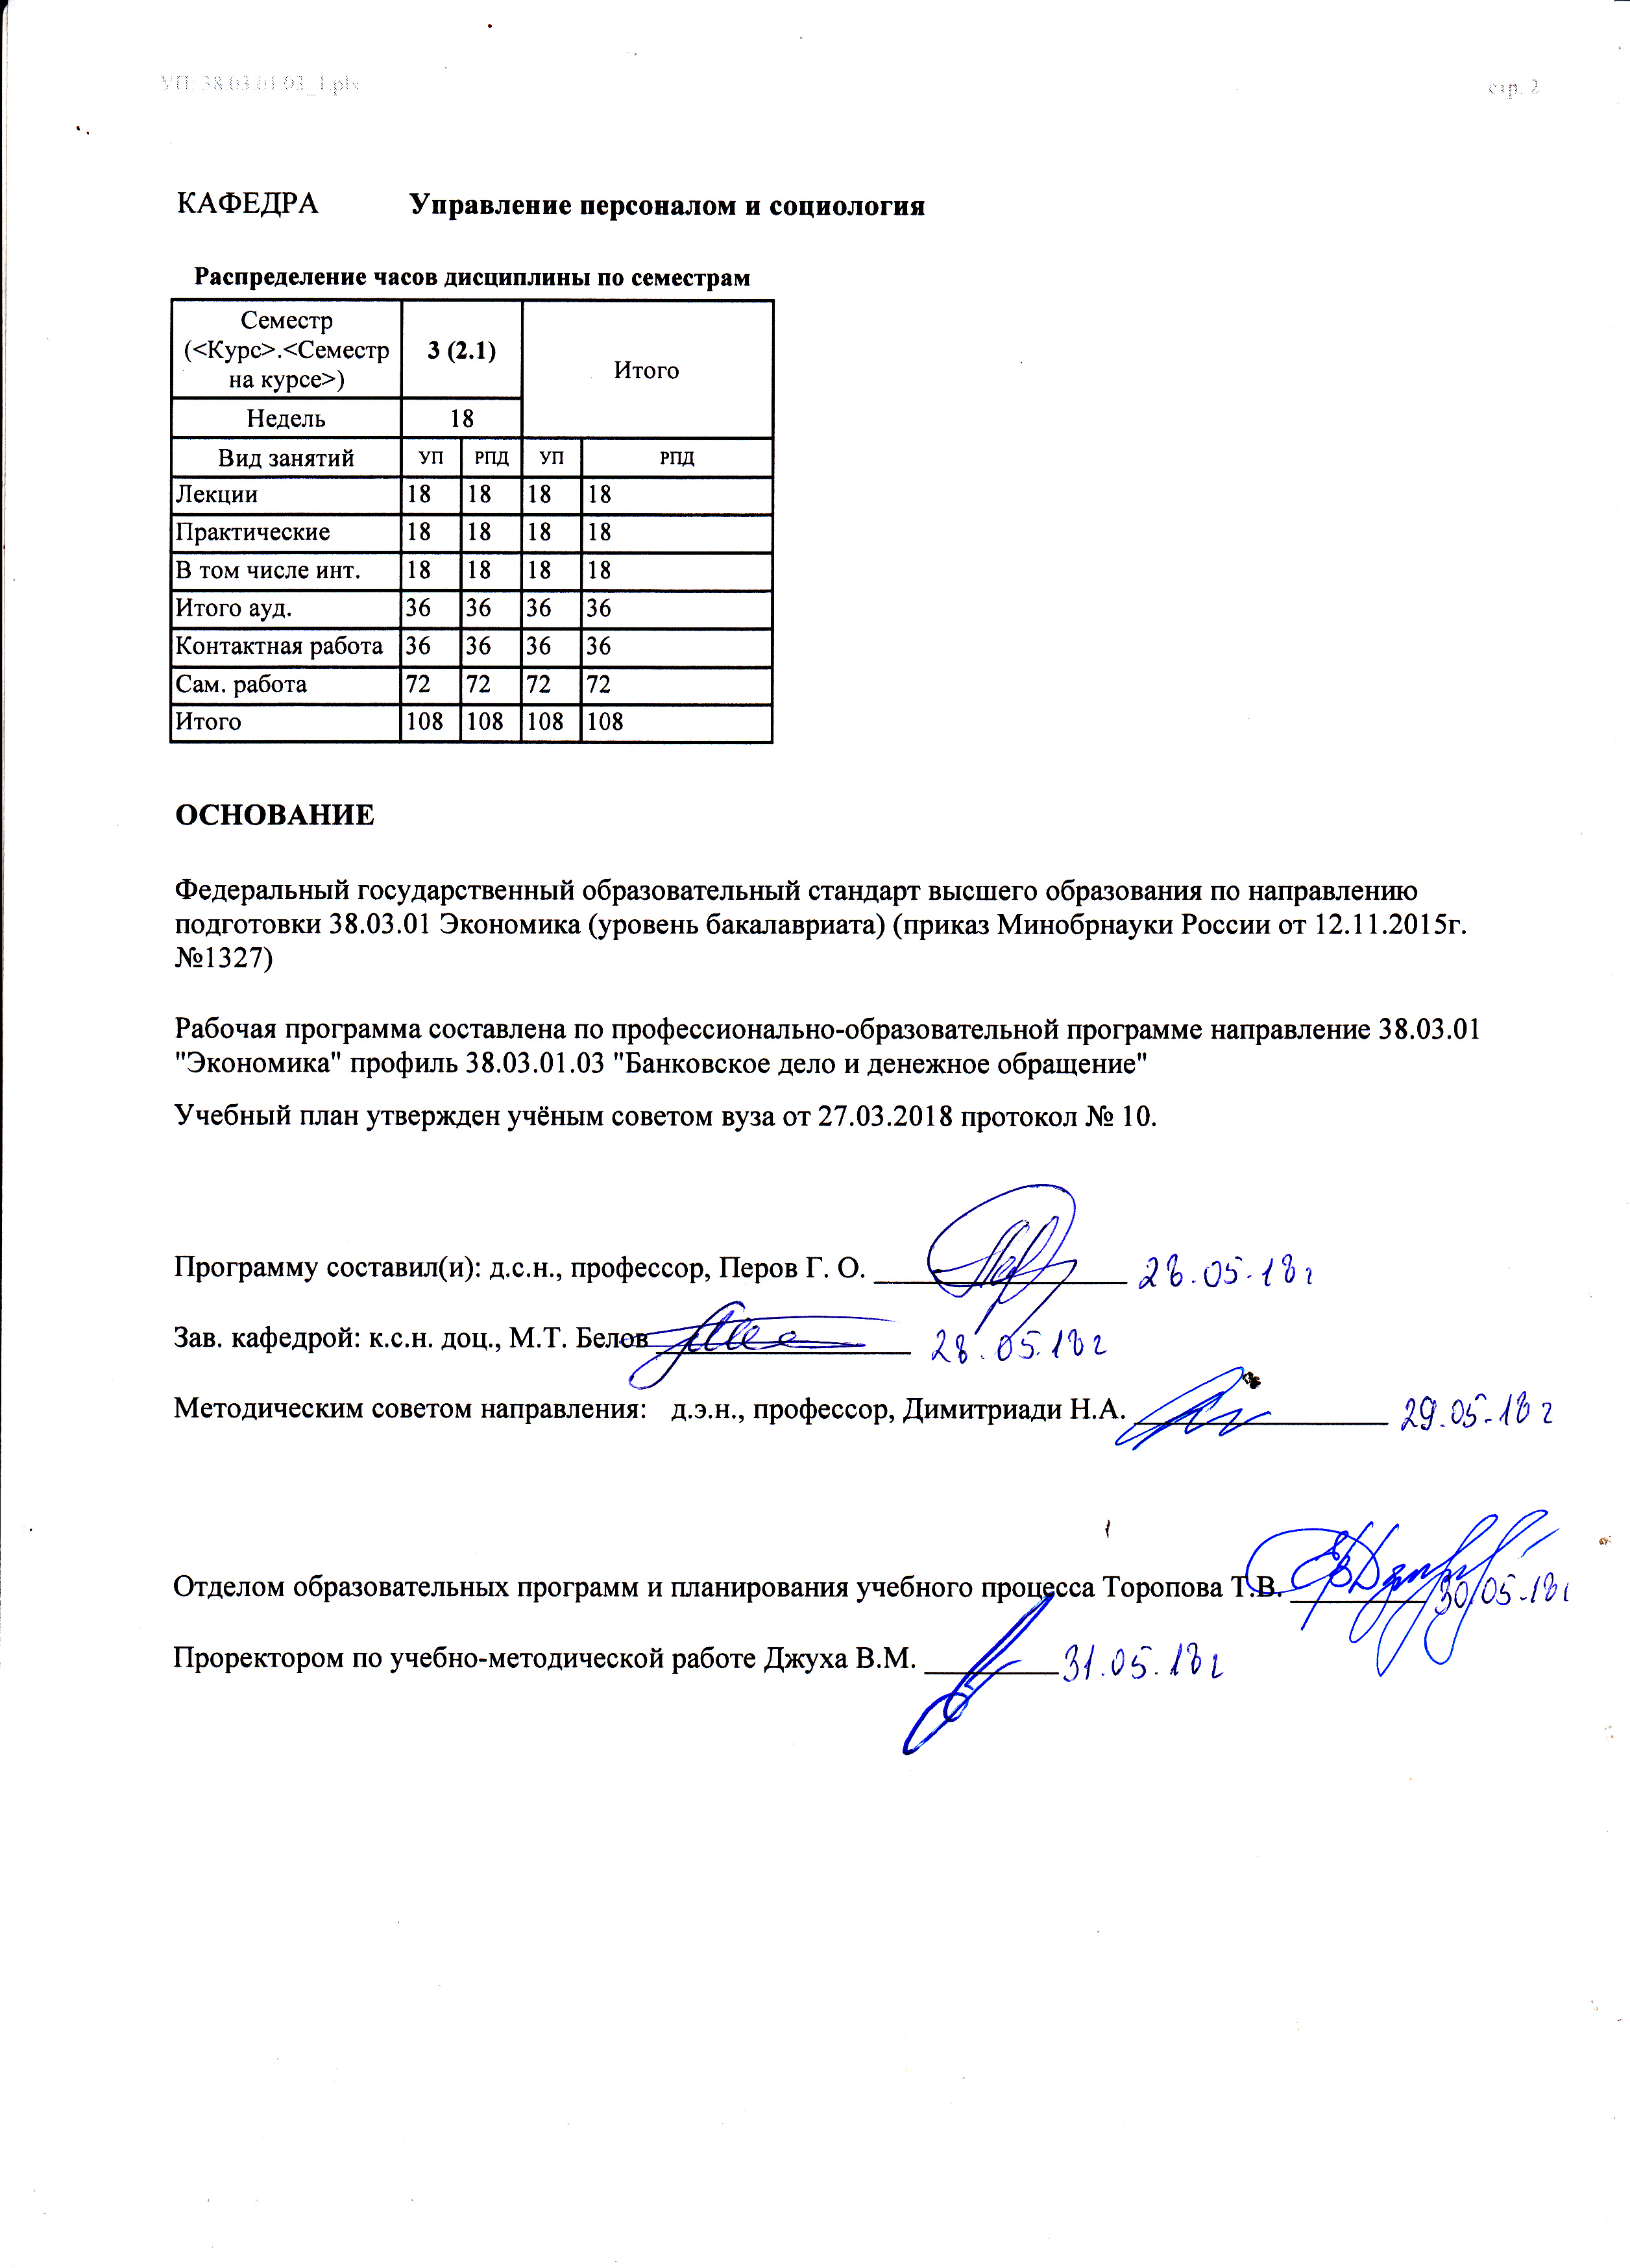 УП: 38.03.01.03_1.plx
стр. 2
КАФЕДРА Управление персоналом и социология
Распределение часов дисциплины по семестрам
Семестр
(<Курс>.<Семестр
на курсе>)
3 (2.1)
Итого
Недель 18
Вид занятий УП РПД УП РПД
Лекции 18 18 18 18
Практические 18 18 18 18
В том числе инт. 18 18 18 18
Итого ауд. 36 36 36 36
Контактная работа 36 36 36 36
Сам. работа 72 72 72 72
Итого 108 108 108 108
ОСНОВАНИЕ
Федеральный государственный образовательный стандарт высшего образования по направлению
подготовки 38.03.01 Экономика (уровень бакалавриата) (приказ Минобрнауки России от 12.11.2015г.
№1327)
Рабочая программа составлена по профессионально-образовательной программе направление 38.03.01
"Экономика" профиль 38.03.01.03 "Банковское дело и денежное обращение"
Учебный план утвержден учёным советом вуза от 27.03.2018 протокол № 10.
Программу составил(и): д.с.н., профессор, Перов Г. О. 28.05.18г
Зав. кафедрой: к.с.н. доц., М.Т. Белов 28.05.18г
Методическим советом направления: д.э.н., профессор, Димитриади Н.А. 29.05.18г
Отделом образовательных программ и планирования учебного процесса Торопова Т.В. 30.05.18г
Проректором по учебно-методической работе Джуха В.М. 31.05.18г